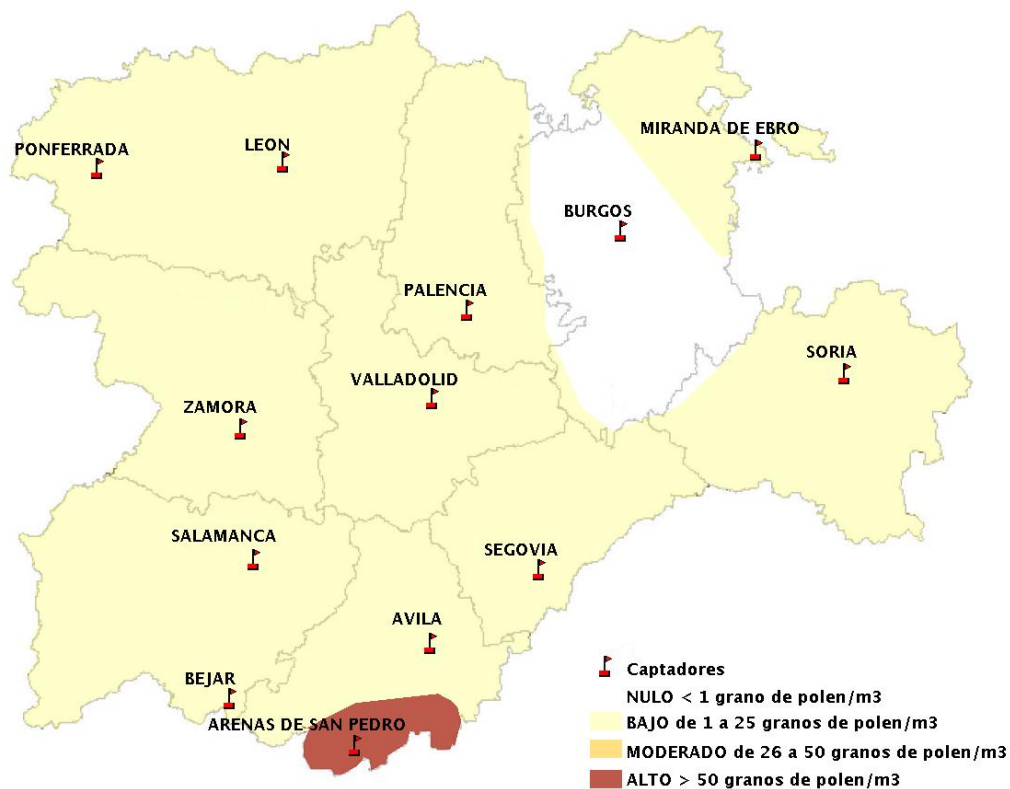 MIRANDA DE EBRO
PONFERRADA
LEON
BURGOS
PALENCIA
SORIA
VALLADOLID
ZAMORA
SALAMANCA
SEGOVIA
AVILA
BEJAR
ARENAS DE SAN PEDRO
Captadores
NULO < 1 grano de polen/m3
BAJO de 1 a 25 granos de polen/m3
MODERADO de 26 a 50 granos de polen/m3
ALTO > 50 granos de polen/m3